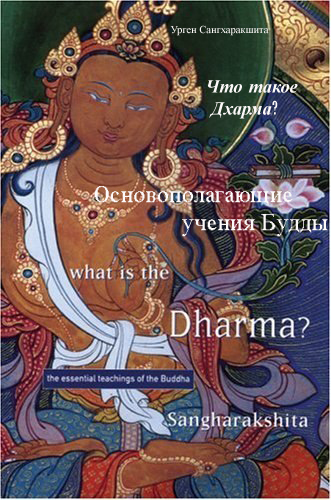 Урген Сангхаракшита
Что такое
Дхарма?
Основополагающие
учения Будды
what is the
Dharma?
the essential teachings of the Buddha
Sangharakshita